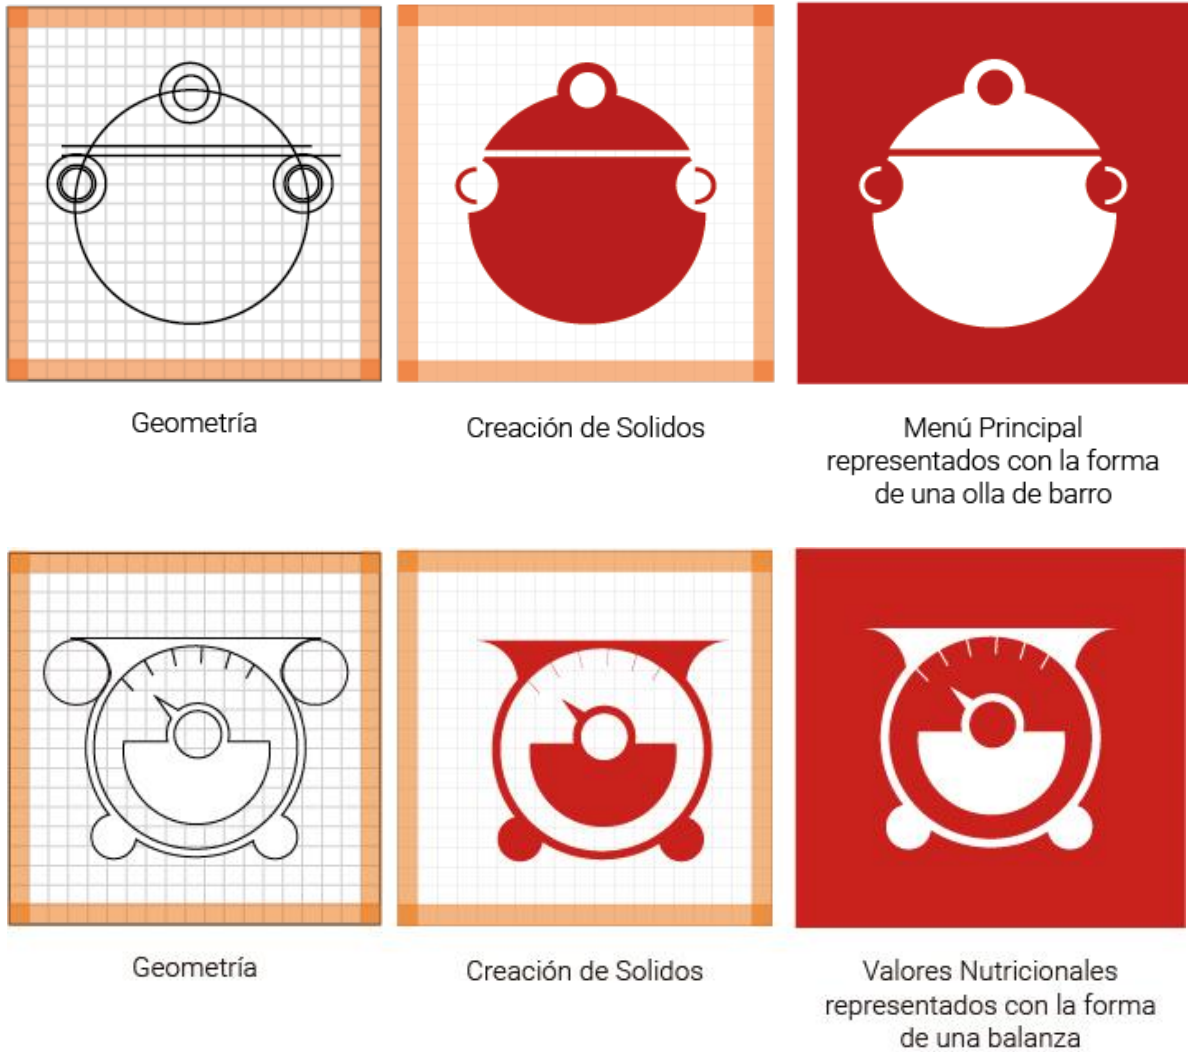 Geometría
Creación de Solidos
Menú Principal
representados con la forma
de una olla de barro
Geometría
Creación de Solidos
Valores Nutricionales
representados con la forma
de una balanza